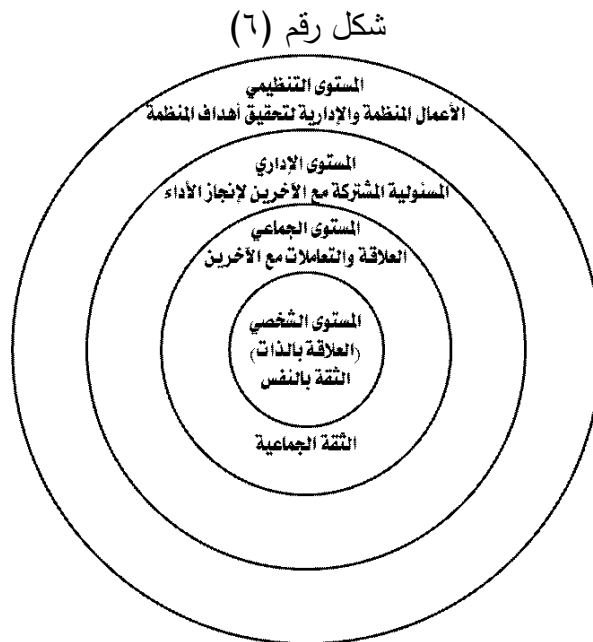 شكل رقم (٦)
المستوى التنظيمي
الأعمال المنظمة والإدارية لتحقيق أهداف المنظمة
المستوى الإداري
المسئولية المشتركة مع الآخرين لإنجاز الأداء
المستوى الجماعي
العلاقة والتعاملات مع الآخرين
المستوى الشخصي
(العلاقة بالذات)
الثقة بالنفس
الثقة الجماعية